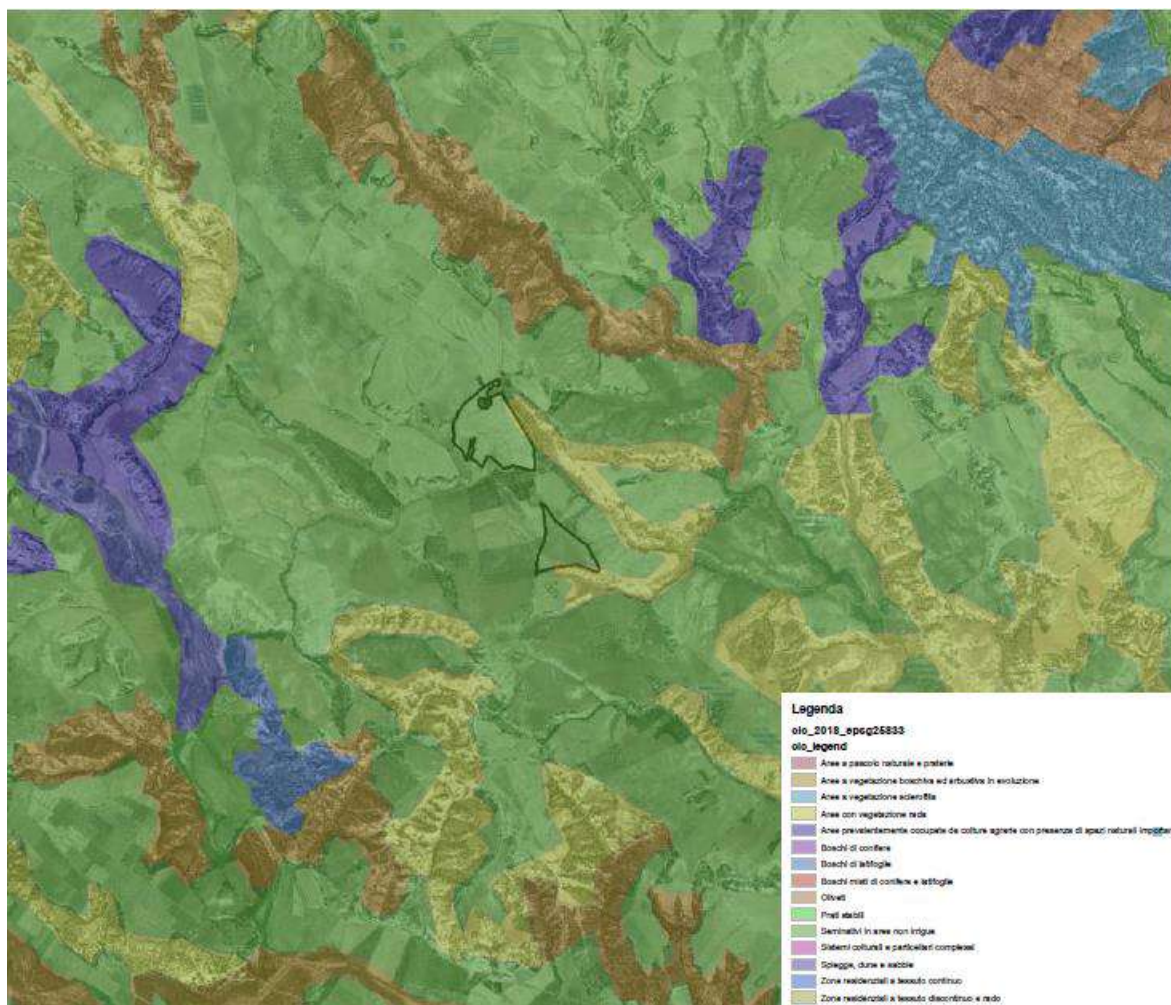 Legenda
clc_2018_epsg25833
clc_legend
Aree a pascolo naturale e praterie
Aree a vegetazione boschiva ed arbustiva in evoluzione
Aree a vegetazione sclerofilla
Aree con vegetazione rada
Aree prevalentemente occupate da colture agrarie con presenza di spazi naturali importan
Boschi di conifere
Boschi di latifoglie
Boschi misti di conifere e latifoglie
Oliveti
Prati stabili
Seminativi in aree non irrigue
Sistemi colturali e particellari complessi
Spiagge, dune e sabbie
Zone residenziali a tessuto continuo
Zone residenziali a tessuto discontinuo e rado